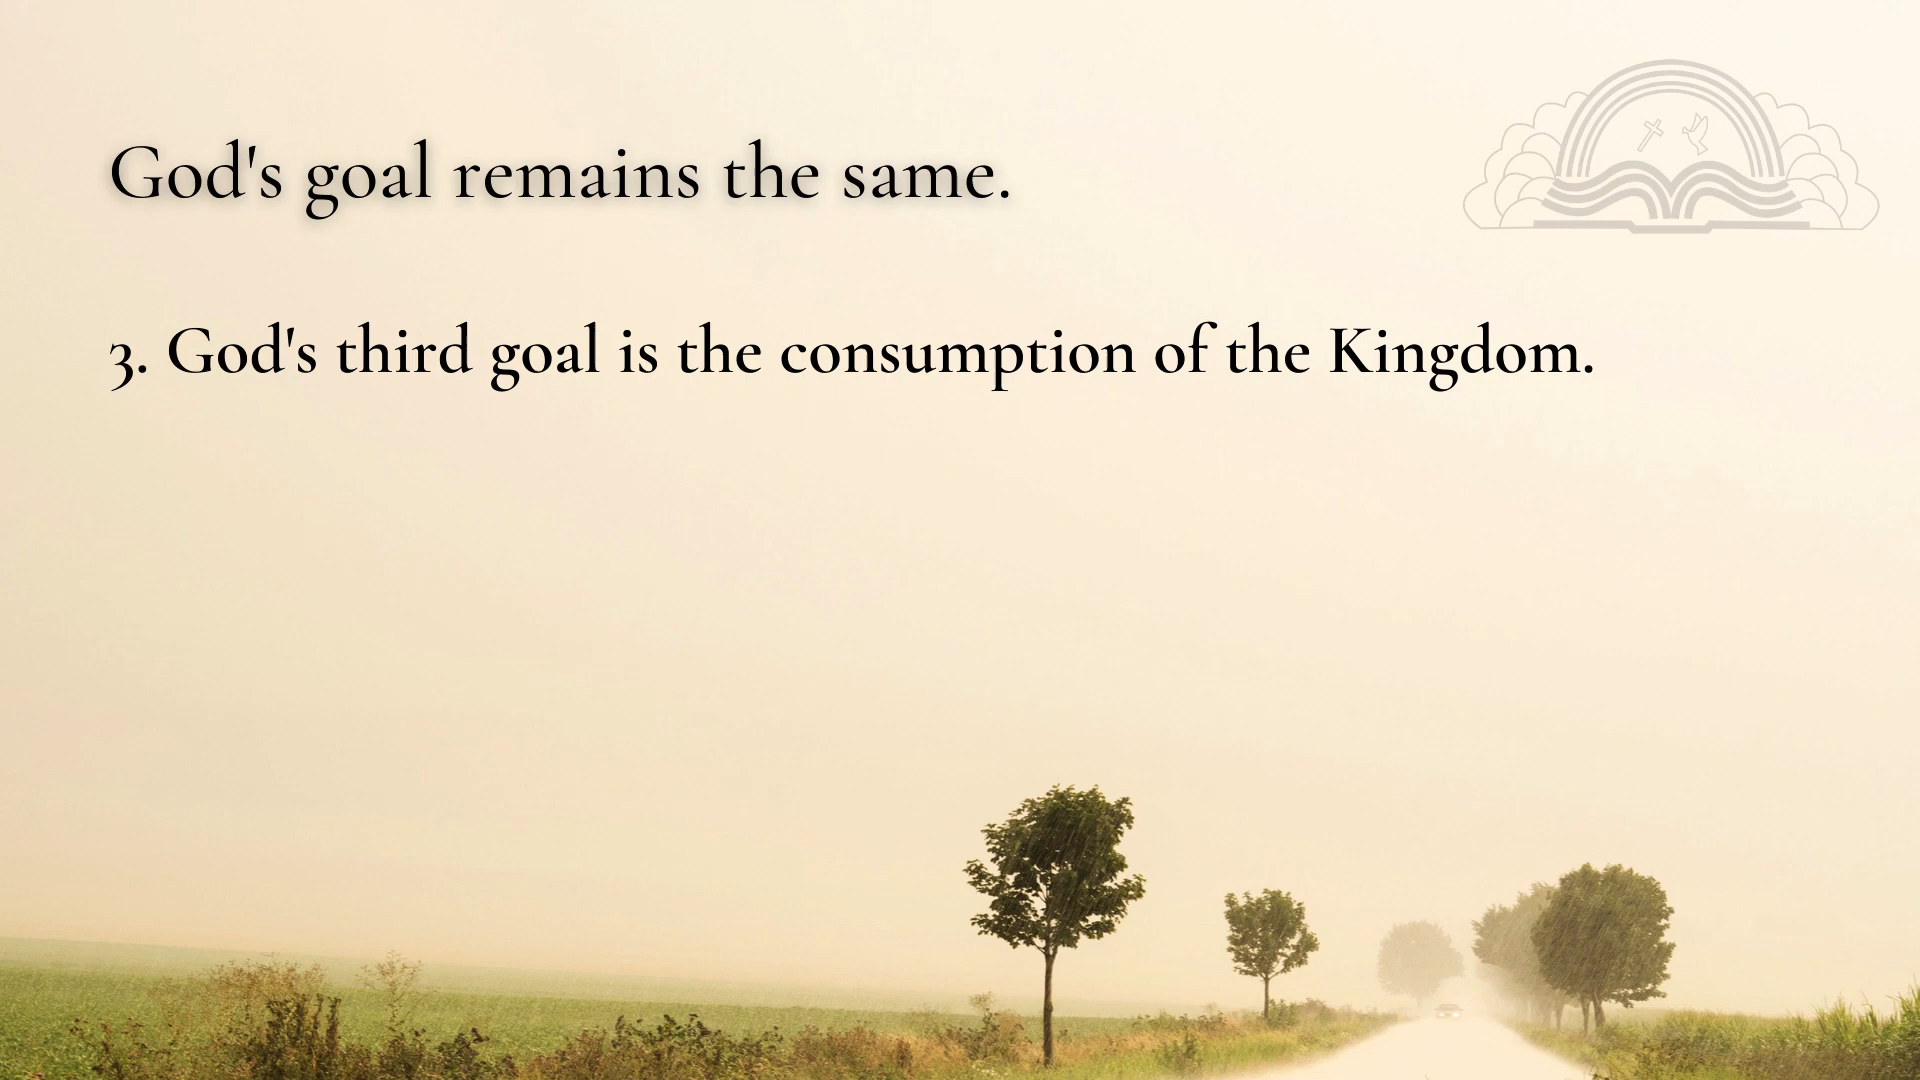 God's goal remains the same.
3. God's third goal is the consumption of the Kingdom.